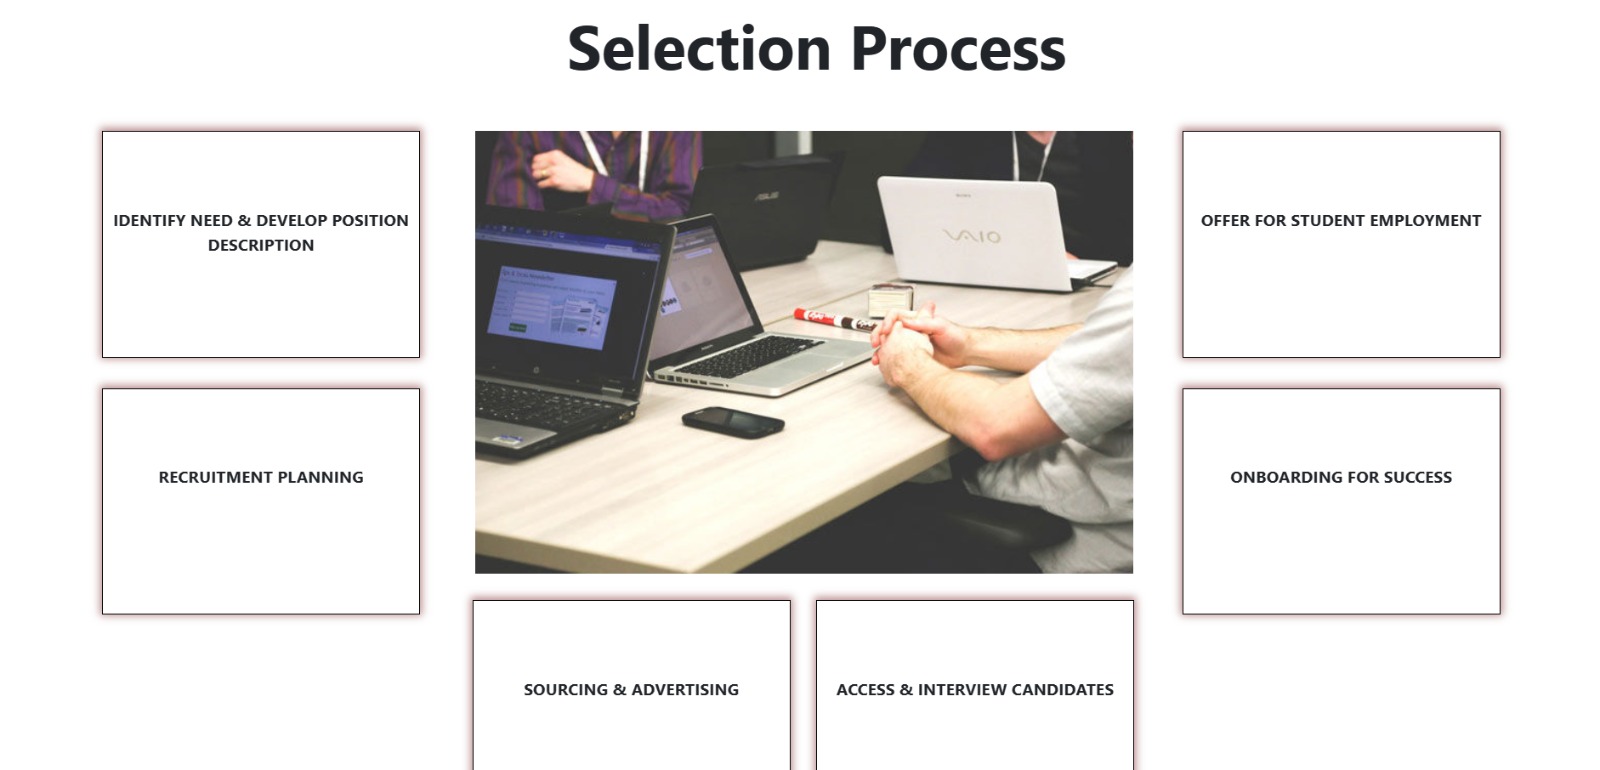 Selection Process
IDENTIFY NEED & DEVELOP POSITION
DESCRIPTION
OFFER FOR STUDENT EMPLOYMENT
ASUS
VAIO
RECRUITMENT PLANNING
ONBOARDING FOR SUCCESS
SOURCING & ADVERTISING
ACCESS & INTERVIEW CANDIDATES